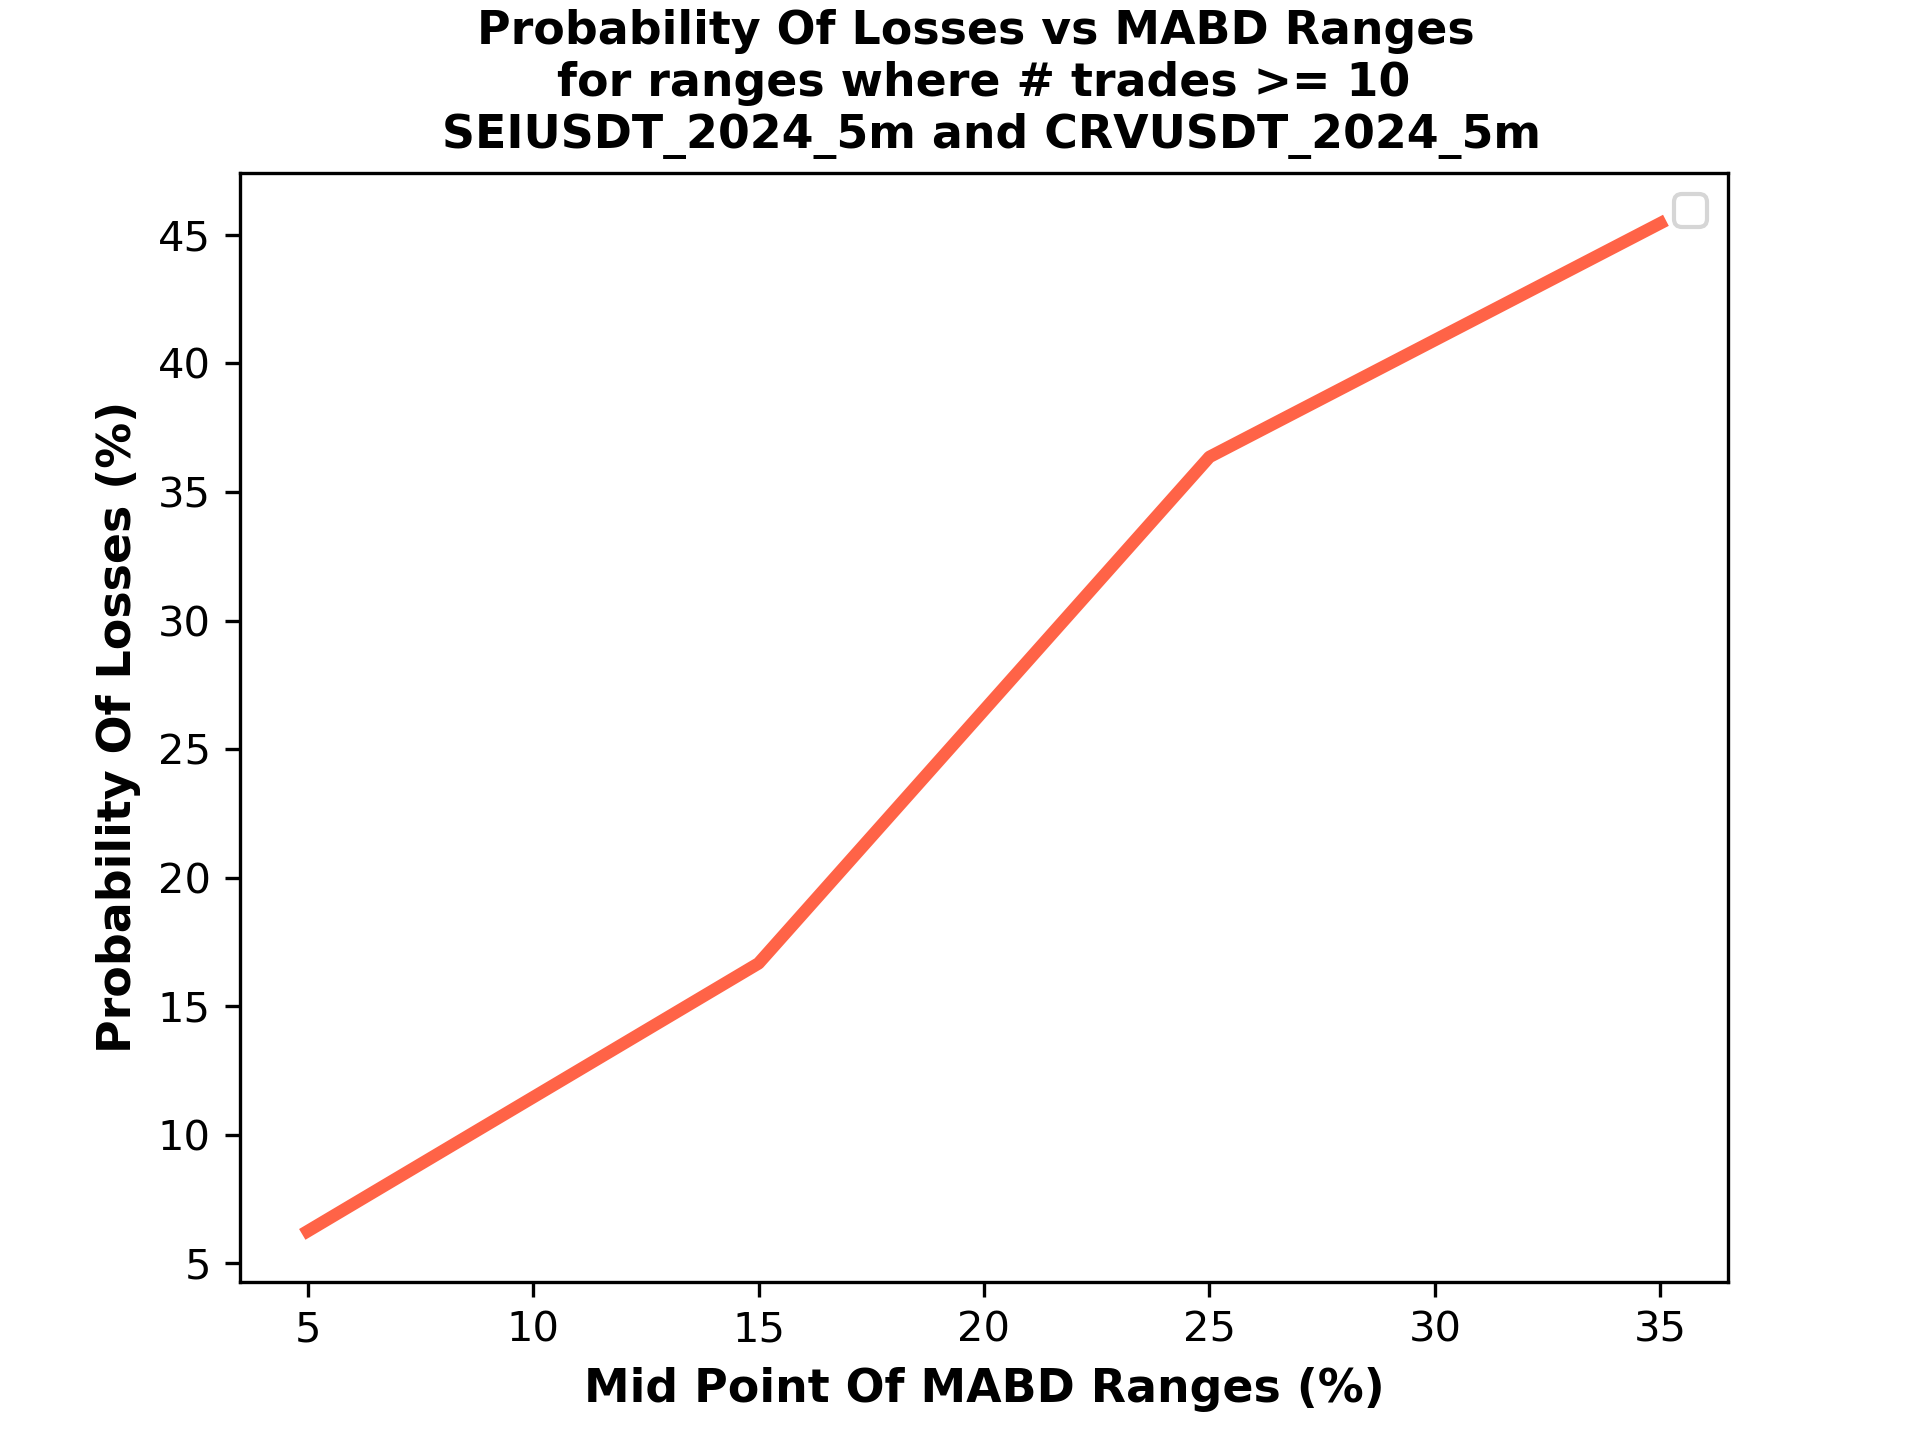 Probability Of Losses vs MABD Ranges
for ranges where # trades >= 10
SEIUSDT_2024_5m and CRVUSDT_2024_5m
Probability Of Losses (%)
45
40
35
30
25
20
15
10
5
5 10 15 20 25 30 35
Mid Point Of MABD Ranges (%)